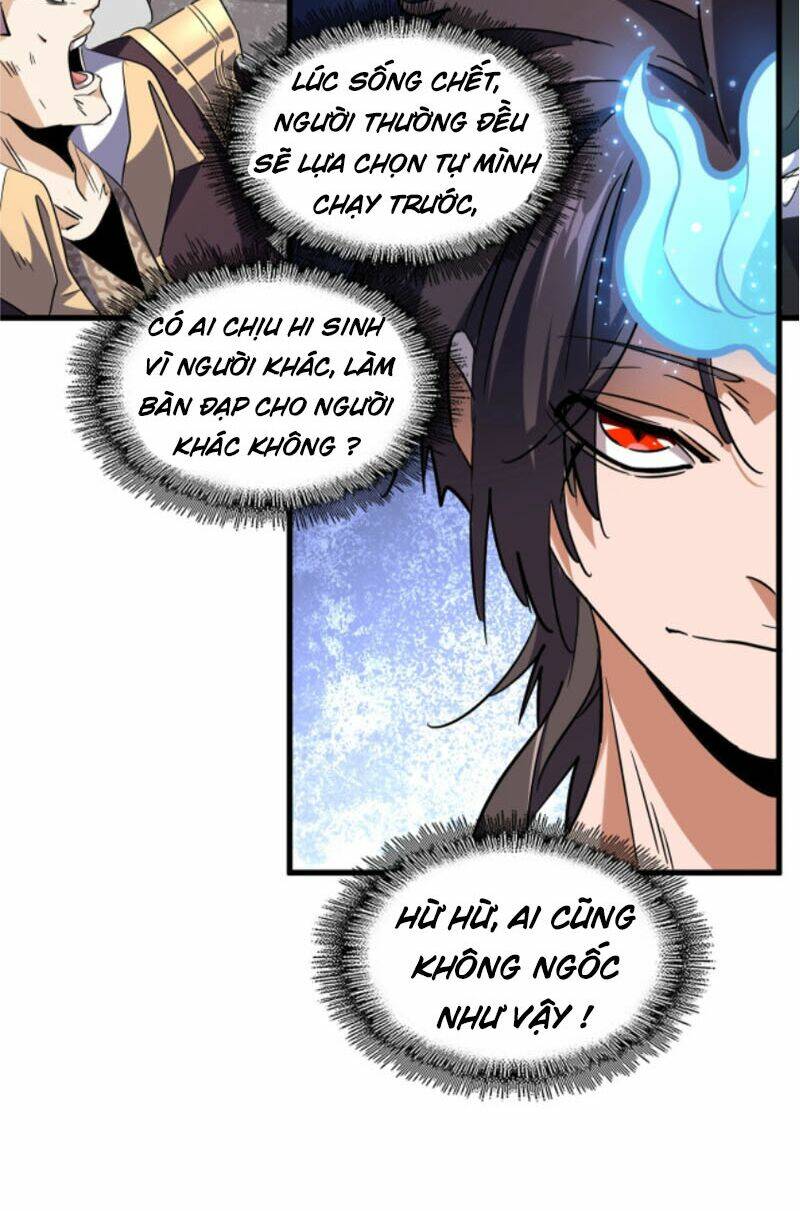 LÚC SỐNG CHẾT,
NGƯỜI THƯỜNG ĐỀU
SẼ LỰA CHỌN TỰ MÌNH
CHẠY TRƯỚC,
CÓ AI CHỊU HI SINH
VÌ NGƯỜI KHÁC, LÀM
BÀN ĐẠP CHO NGƯỜI
KHÁC KHÔNG ?
HỪ HỪ, AI CŨNG
KHÔNG NGỐC
NHƯ VẬY !